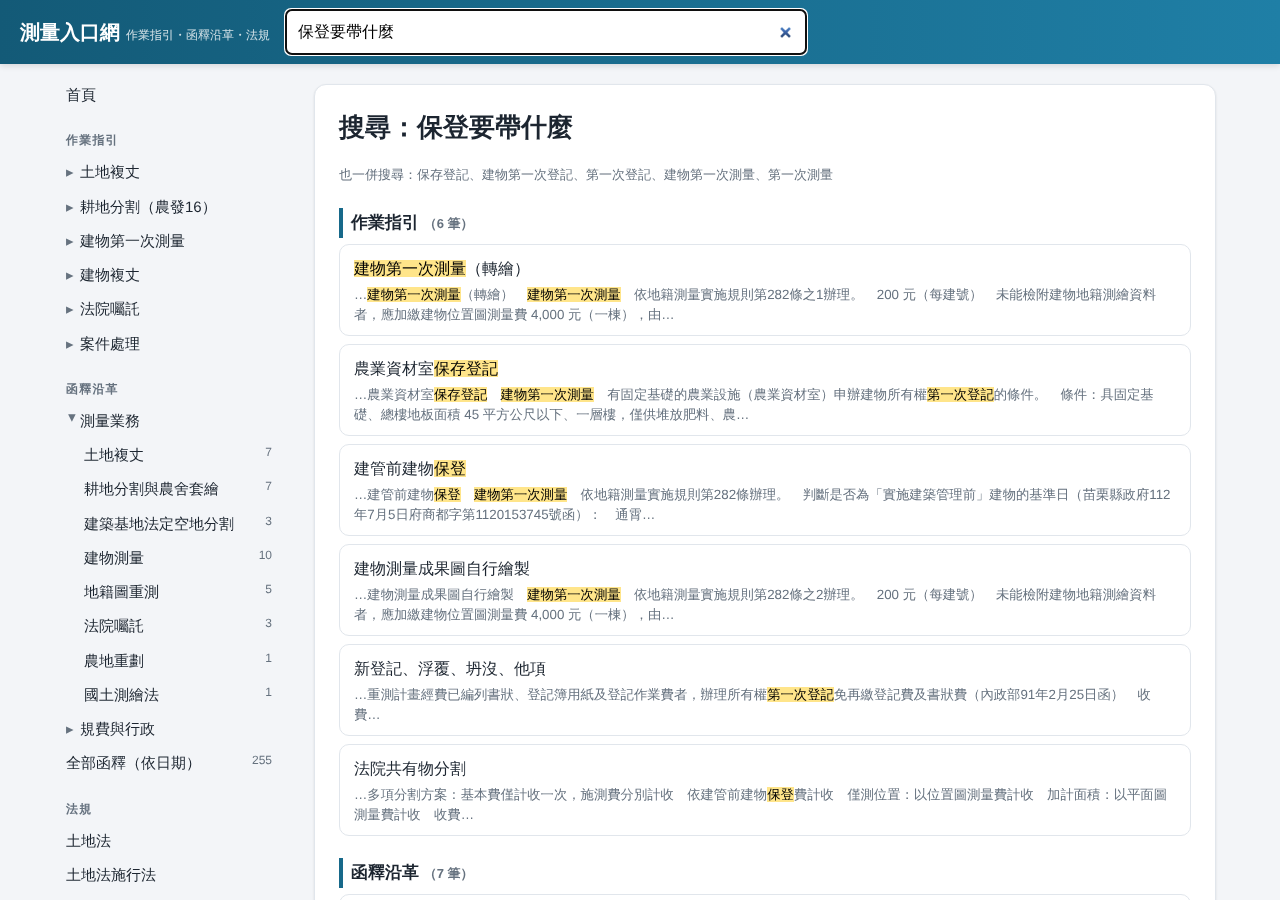 測量入口網 作業指引・函釋沿革・法規
保登要帶什麼
首頁
作業指引
土地複丈
耕地分割（農發16）
建物第一次測量
建物複丈
法院囑託
案件處理
函釋沿革
測量業務
土地複丈 7
耕地分割與農舍套繪 7
建築基地法定空地分割 3
建物測量 10
地籍圖重測 5
法院囑託 3
農地重劃 1
國土測繪法 1
規費與行政
全部函釋（依日期） 255
法規
土地法
土地法施行法
搜尋：保登要帶什麼
也一併搜尋：保存登記、建物第一次登記、第一次登記、建物第一次測量、第一次測量
作業指引（6 筆）
建物第一次測量（轉繪）
…建物第一次測量（轉繪） 建物第一次測量 依地籍測量實施規則第282條之1辦理。 200 元（每建號） 未能檢附建物地籍測繪資料
者，應加繳建物位置圖測量費 4,000 元（一棟），由…
農業資材室保存登記
…農業資材室保存登記 建物第一次測量 有固定基礎的農業設施（農業資材室）申辦建物所有權第一次登記的條件。 條件：具固定基
礎、總樓地板面積 45 平方公尺以下、一層樓，僅供堆放肥料、農…
建管前建物保登
…建管前建物保登 建物第一次測量 依地籍測量實施規則第282條辦理。 判斷是否為「實施建築管理前」建物的基準日（苗栗縣政府112
年7月5日府商都字第1120153745號函）： 通霄…
建物測量成果圖自行繪製
…建物測量成果圖自行繪製 建物第一次測量 依地籍測量實施規則第282條之2辦理。 200 元（每建號） 未能檢附建物地籍測繪資料
者，應加繳建物位置圖測量費 4,000 元（一棟），由…
新登記、浮覆、坍沒、他項
…重測計畫經費已編列書狀、登記簿用紙及登記作業費者，辦理所有權第一次登記免再繳登記費及書狀費（內政部91年2月25日函） 收
費…
法院共有物分割
…多項分割方案：基本費僅計收一次，施測費分別計收 依建管前建物保登費計收 僅測位置：以位置圖測量費計收 加計面積：以平面圖
測量費計收 收費…
函釋沿革（7 筆）